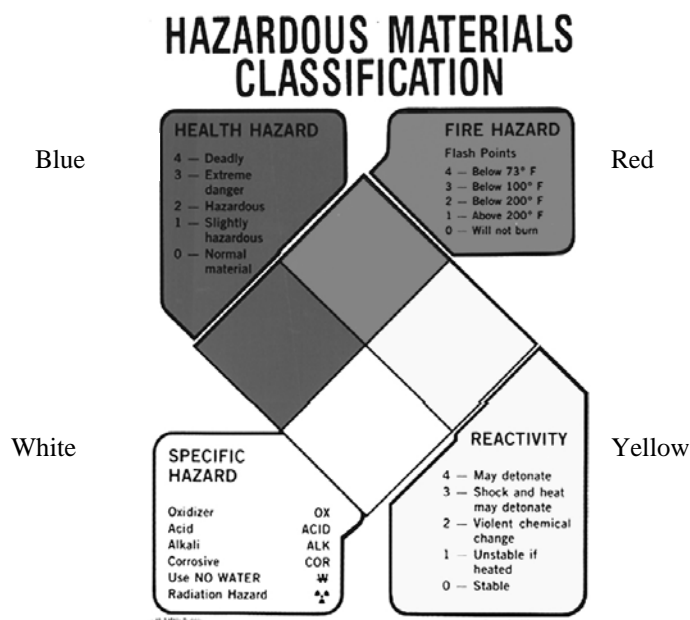 HAZARDOUS MATERIALS
CLASSIFICATION
Blue
HEALTH HAZARD
4 — Deadly
3 — Extreme
danger
2 — Hazardous
1 — Slightly
hazardous
0 — Normal
material
FIRE HAZARD
Flash Points
4 — Below 73° F
3 — Below 100° F
2 — Below 200° F
1 — Above 200° F
0 — Will not burn
Red
White
SPECIFIC
HAZARD
Oxidizer OX
Acid ACID
Alkali ALK
Corrosive COR
Use NO WATER W
Radiation Hazard
REACTIVITY
4 — May detonate
3 — Shock and heat
may detonate
2 — Violent chemical
change
1 — Unstable if
heated
0 — Stable
Yellow